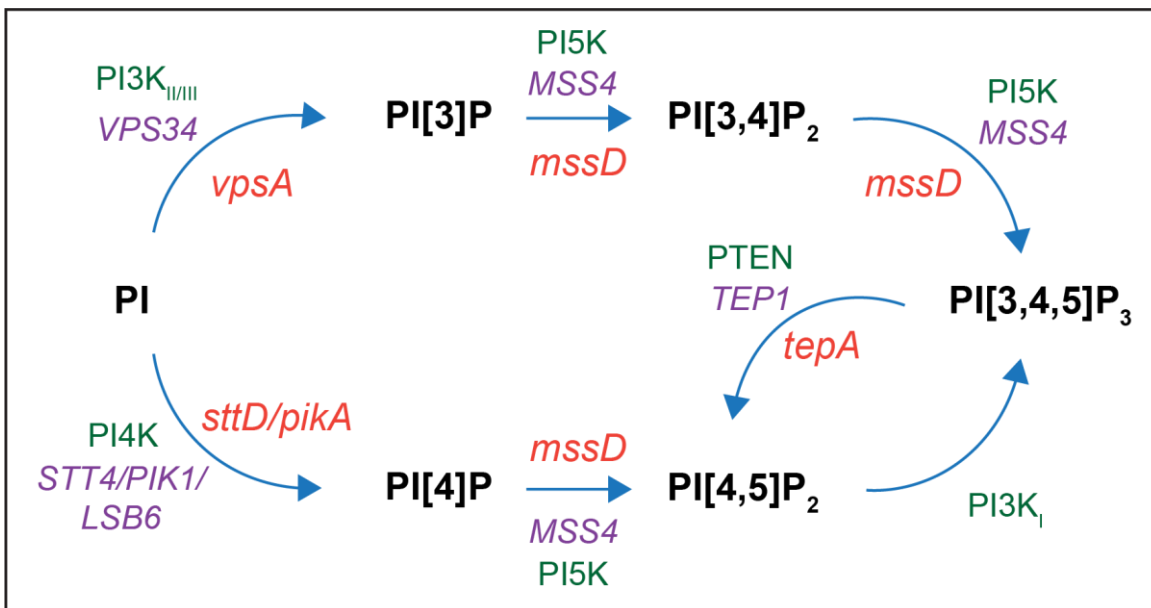 PI3K_II/III
VPS34
vpsA
PI[3]P
PI5K
MSS4
mssD
PI[3,4]P₂
PI5K
MSS4
mssD
PI
PTEN
TEP1
tepA
PI[3,4,5]P₃
sttD/pikA
PI4K
STT4/PIK1/
LSB6
PI[4]P
mssD
MSS4
PI5K
PI[4,5]P₂
PI3K_I